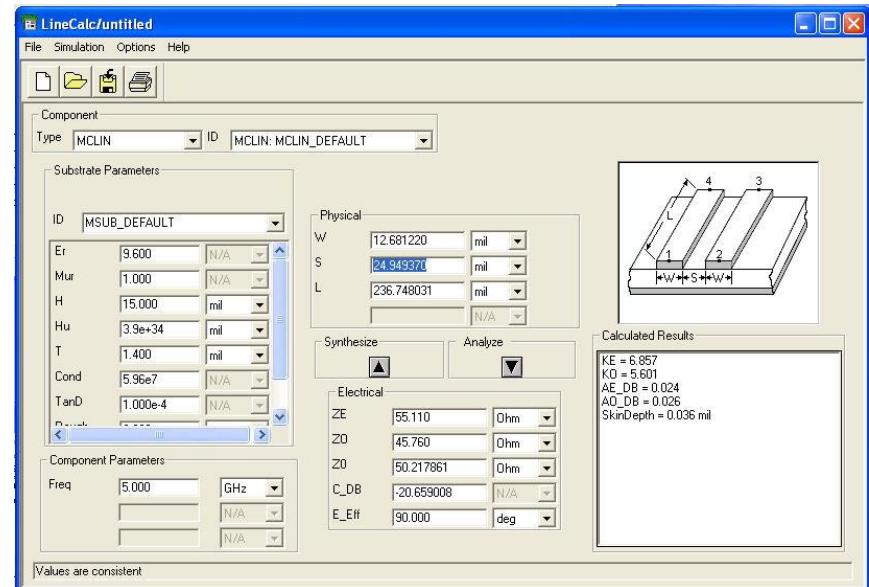 LineCalc/untitled
File Simulation Options Help
Component
Type MCLIN ID MCLIN: MCLIN_DEFAULT
Substrate Parameters
ID MSUB_DEFAULT
Er 9.600 N/A
Mur 1.000 N/A
H 15.000 mil
Hu 3.9e+34 mil
T 1.400 mil
Cond 5.96e7 N/A
TanD 1.000e-4 N/A
Component Parameters
Freq 5.000 GHz
N/A
N/A
Physical
W 12.681220 mil
S 24.949370 mil
L 236.748031 mil
N/A
Synthesize Analyze
Electrical
ZE 55.110 Ohm
ZO 45.760 Ohm
Z0 50.217861 Ohm
C_DB -20.659008 N/A
E_Eff 90.000 deg
4 3
L
1 2
W S W
Calculated Results
KE = 6.857
KO = 5.601
AE_DB = 0.024
AO_DB = 0.026
SkinDepth = 0.036 mil
Values are consistent